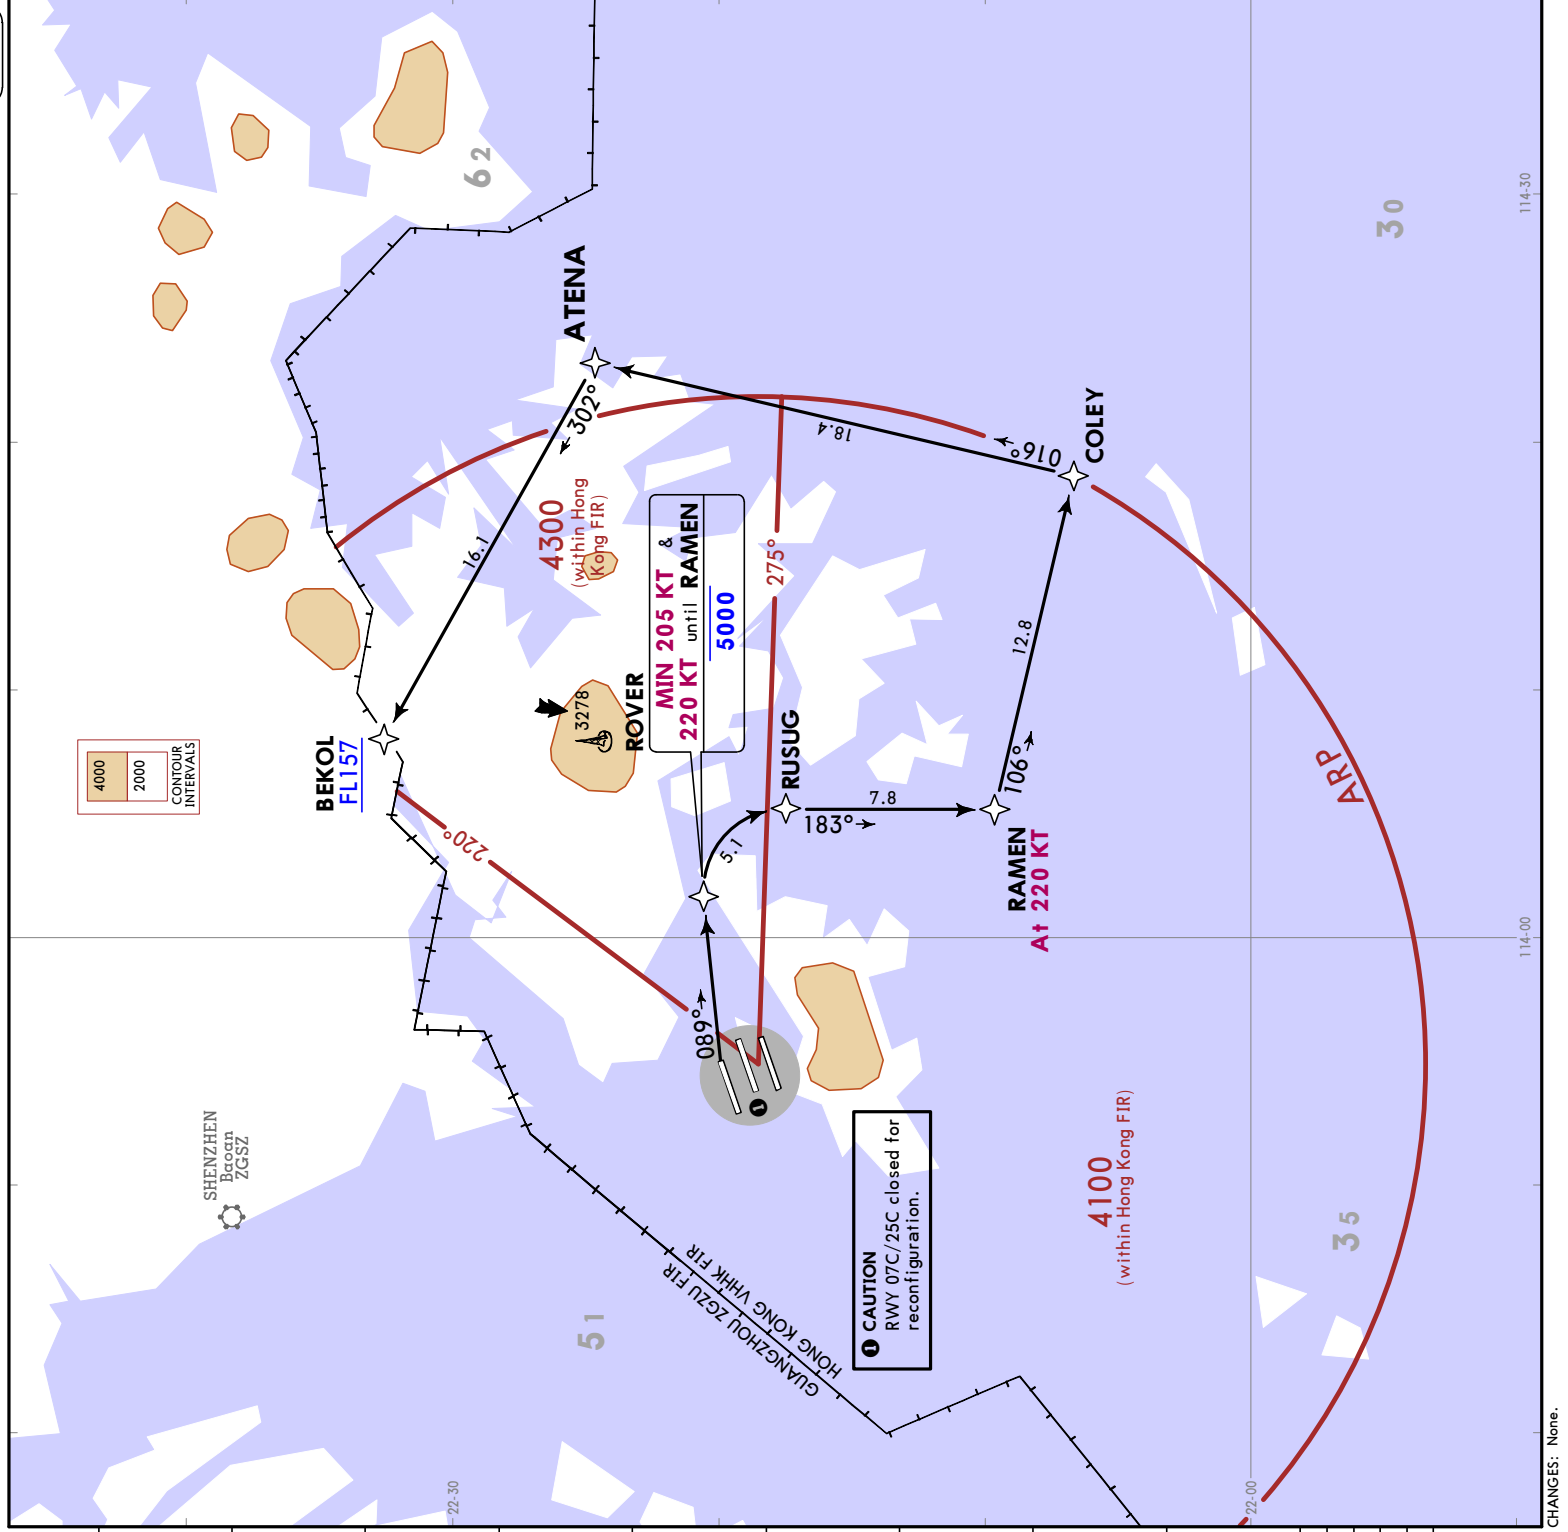 62
30
114-30
ATENA
302°
016°
18.4
COLEY
16.1
4300
(within Hong
Kong FIR)
MIN 205 KT &
220 KT until RAMEN
5000
275°
12.8
3278
ROVER
BEKOL
FL157
4000
2000
CONTOUR
INTERVALS
RUSUG
183°
7.8
106°
5.1
220°
RAMEN
At 220 KT
ARP
114-00
089°
1
SHENZHEN
Baoan
ZGSZ
1 CAUTION
RWY 07C/25C closed for
reconfiguration.
4100
(within Hong Kong FIR)
35
51
GUANGZHOU ZGZU FIR
HONG KONG VHHK FIR
22-30
22-00
CHANGES: None.